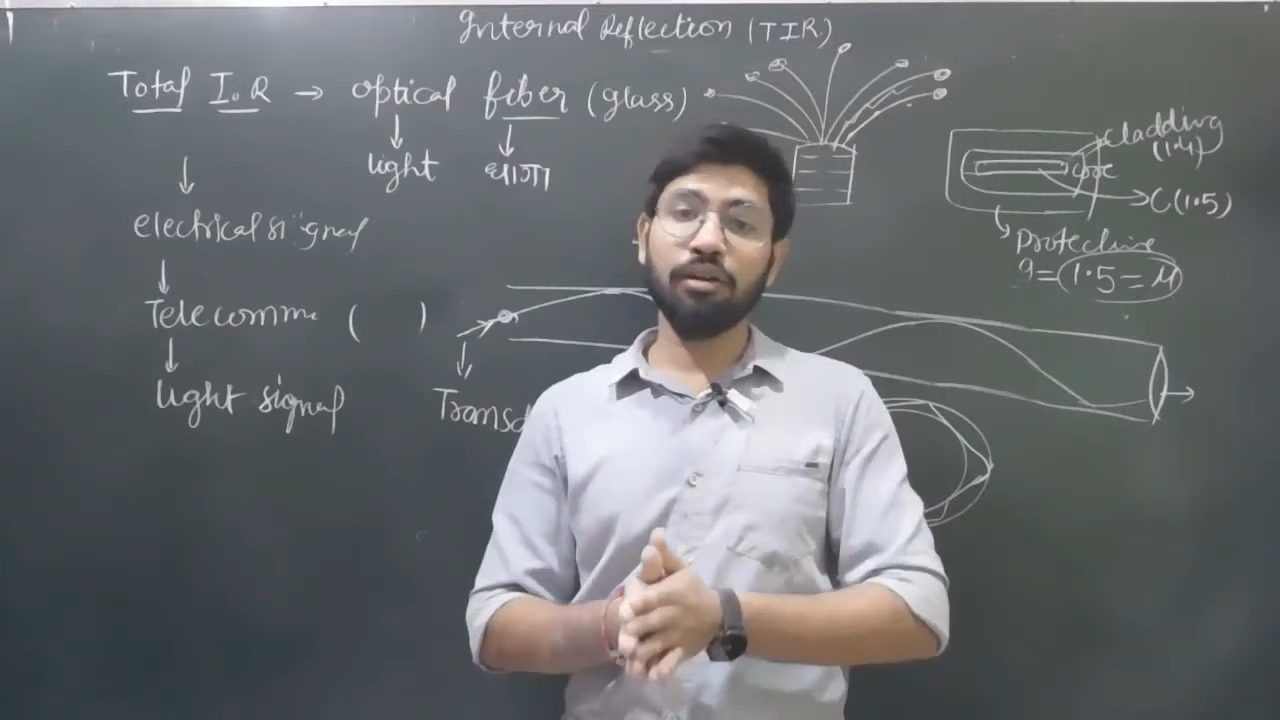 Internal Reflection (TIR)
Total I.R → optical fiber (glass)
light
धागा
electrical signal
Telecomm ( )
light signal
Transd
cladding
(1.4)
core
C (1.5)
Protective
g = 1.5 = μ